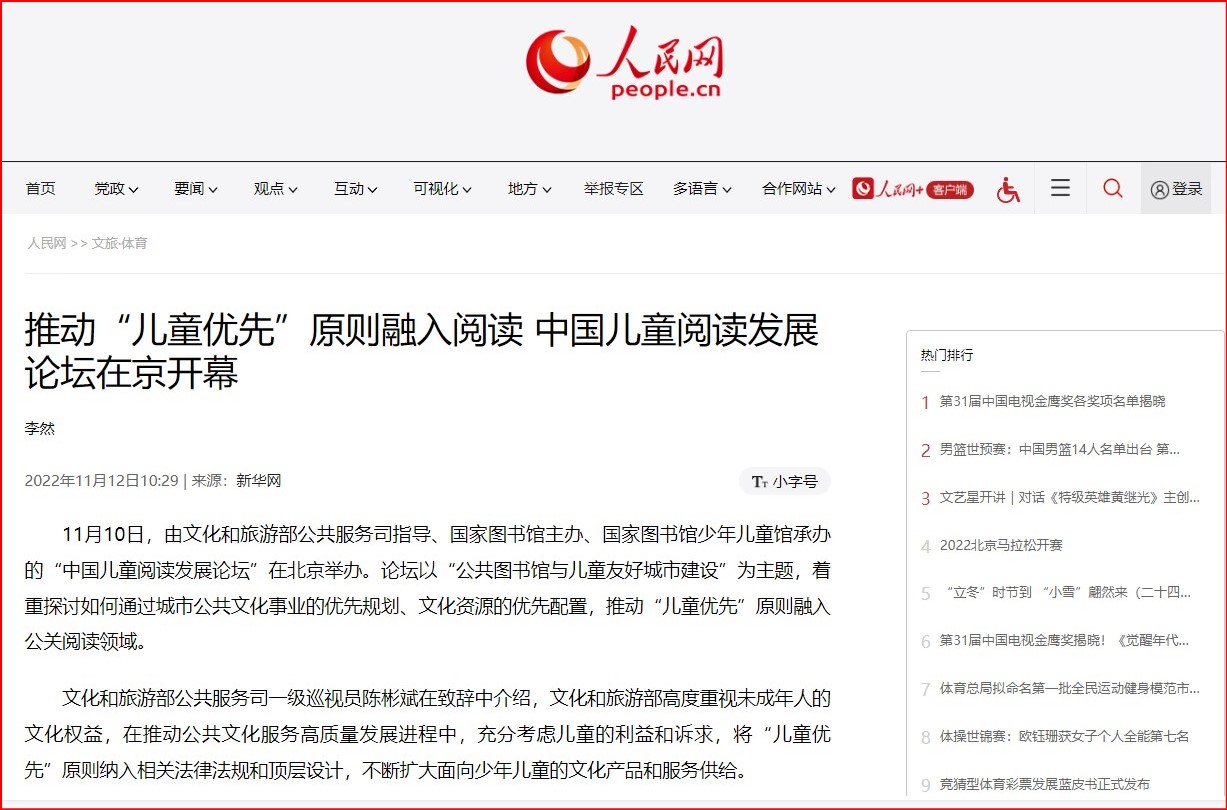 人民网
people.cn
首页 党政 要闻 观点 互动 可视化 地方 举报专区 多语言 合作网站 人民网+ 客户端 登录
人民网 >> 文旅·体育
推动“儿童优先”原则融入阅读 中国儿童阅读发展
论坛在京开幕
李然
2022年11月12日10:29 | 来源：新华网
TT 小字号
11月10日，由文化和旅游部公共服务司指导、国家图书馆主办、国家图书馆少年儿童馆承办
的“中国儿童阅读发展论坛”在北京举办。论坛以“公共图书馆与儿童友好城市建设”为主题，着
重探讨如何通过城市公共文化事业的优先规划、文化资源的优先配置，推动“儿童优先”原则融入
公关阅读领域。
文化和旅游部公共服务司一级巡视员陈彬斌在致辞中介绍，文化和旅游部高度重视未成年人的
文化权益，在推动公共文化服务高质量发展进程中，充分考虑儿童的利益和诉求，将“儿童优
先”原则纳入相关法律法规和顶层设计，不断扩大面向少年儿童的文化产品和服务供给。
热门排行
1 第31届中国电视金鹰奖各奖项名单揭晓
2 男篮世预赛：中国男篮14人名单出台 第...
3 文艺星开讲 | 对话《特级英雄黄继光》主创...
4 2022北京马拉松开赛
5 “立冬”时节到 “小雪”翩然来（二十四...
6 第31届中国电视金鹰奖揭晓！《觉醒年代...
7 体育总局拟命名第一批全民运动健身模范市...
8 体操世锦赛：欧钰珊获女子个人全能第七名
9 竞猜型体育彩票发展蓝皮书正式发布